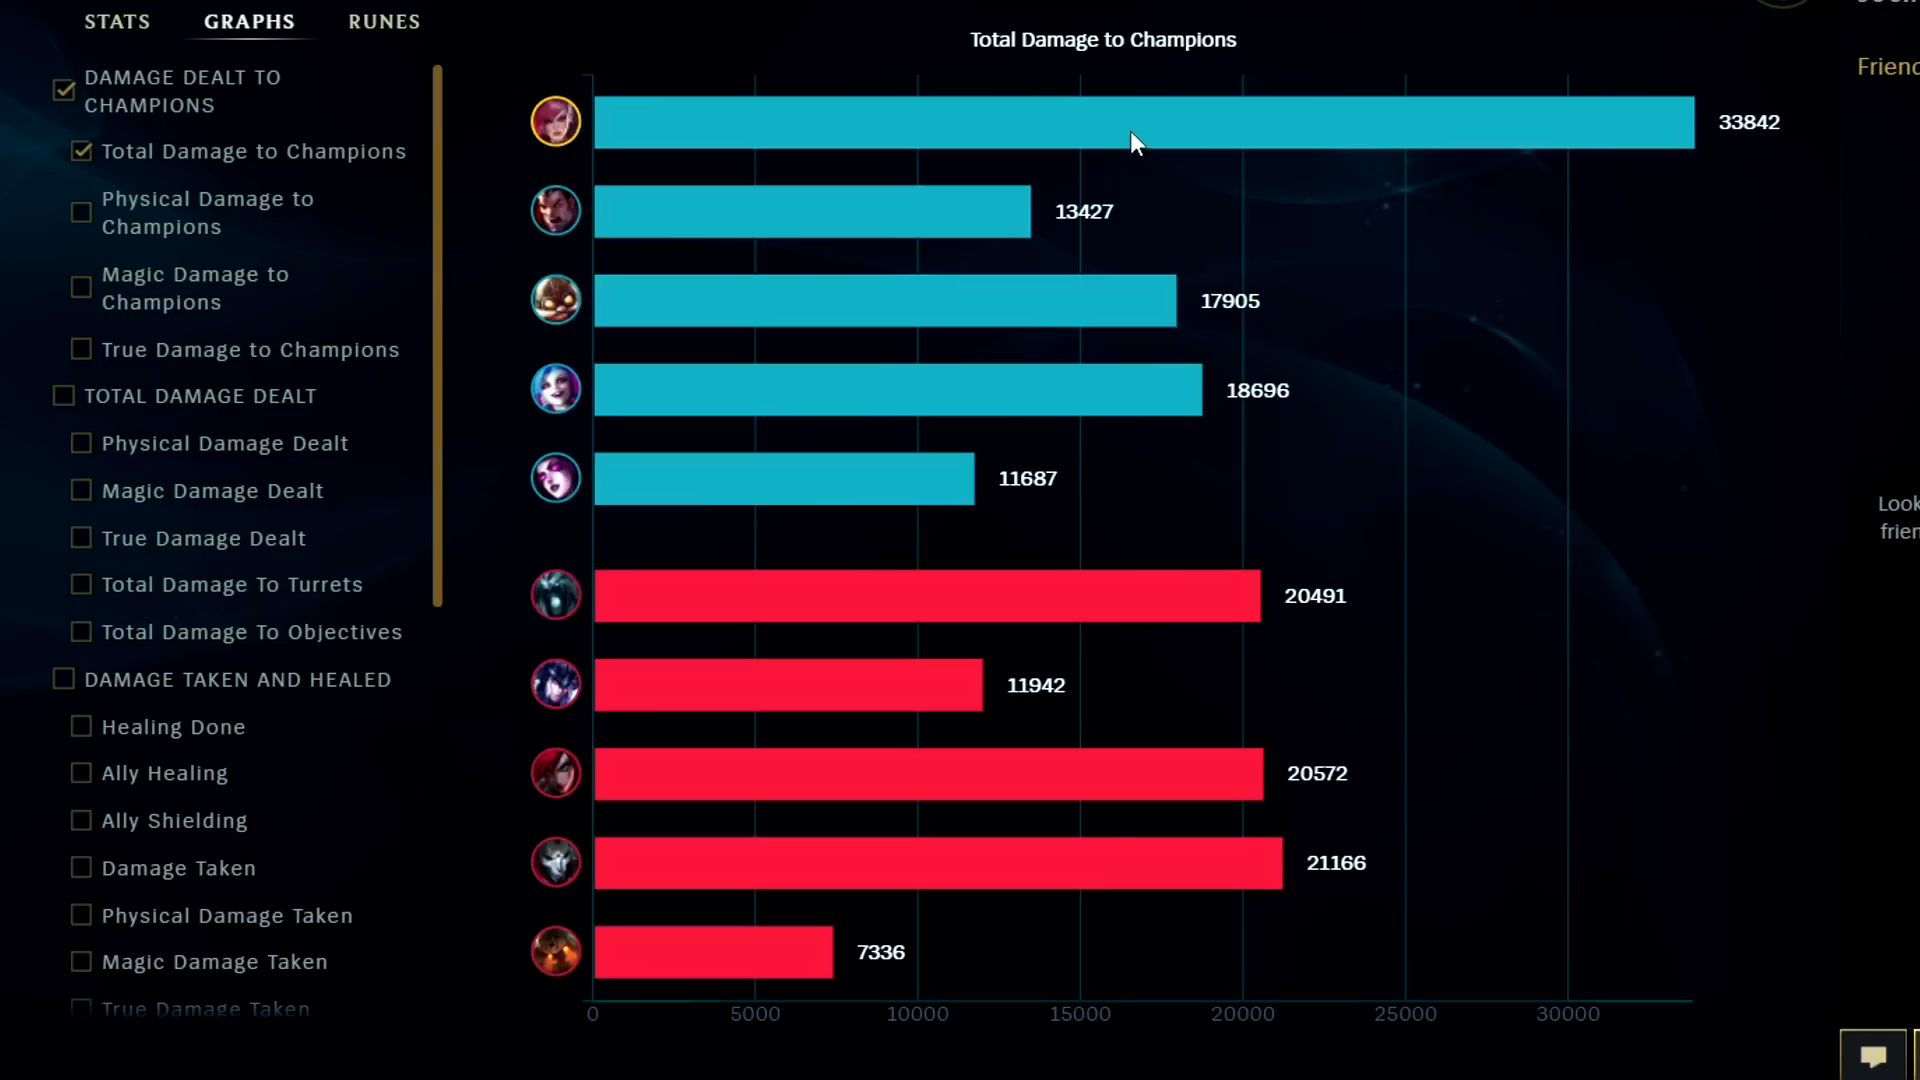 STATS
GRAPHS
RUNES
DAMAGE DEALT TO
CHAMPIONS
Total Damage to Champions
Physical Damage to
Champions
Magic Damage to
Champions
True Damage to Champions
TOTAL DAMAGE DEALT
Physical Damage Dealt
Magic Damage Dealt
True Damage Dealt
Total Damage To Turrets
Total Damage To Objectives
DAMAGE TAKEN AND HEALED
Healing Done
Ally Healing
Ally Shielding
Damage Taken
Physical Damage Taken
Magic Damage Taken
True Damage Taken
Total Damage to Champions
33842
13427
17905
18696
11687
20491
11942
20572
21166
7336
0
5000
10000
15000
20000
25000
30000
Friend
Look
frien